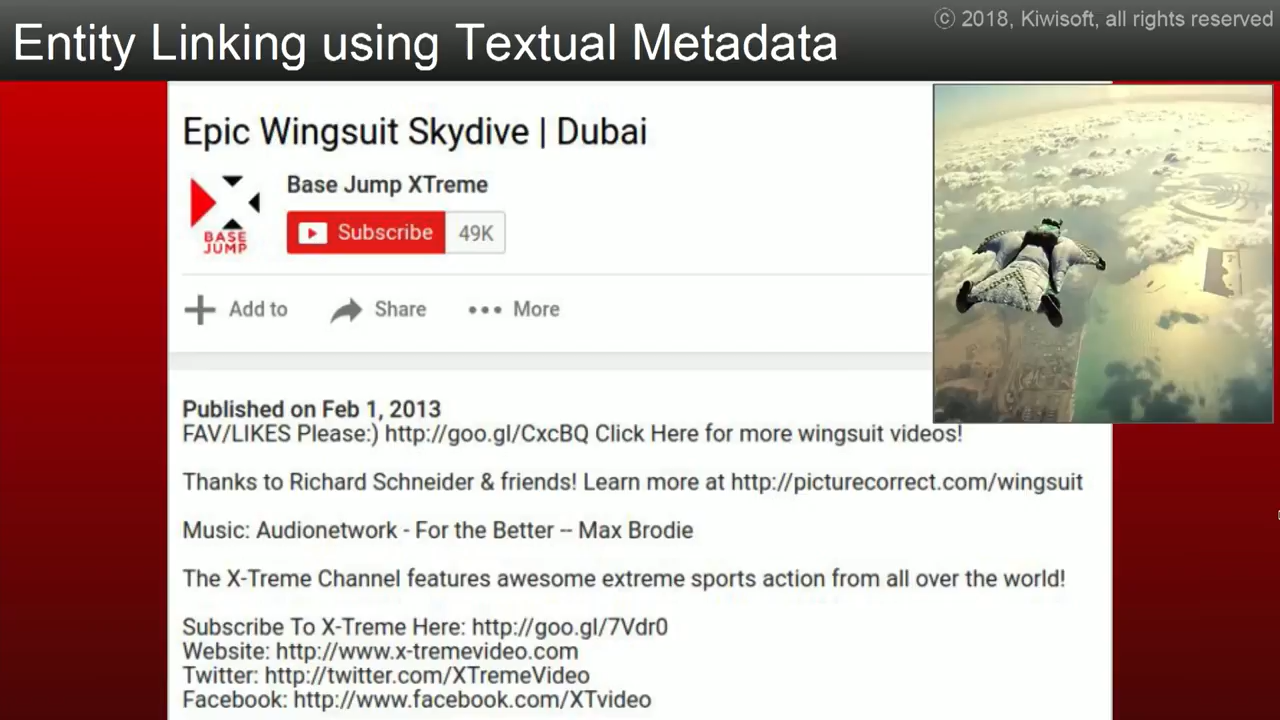 Entity Linking using Textual Metadata
ⓒ 2018, Kiwisoft, all rights reserved
Epic Wingsuit Skydive | Dubai
BASE
JUMP
Base Jump XTreme
Subscribe 49K
Add to Share More
Published on Feb 1, 2013
FAV/LIKES Please:) http://goo.gl/CxcBQ Click Here for more wingsuit videos!
Thanks to Richard Schneider & friends! Learn more at http://picturecorrect.com/wingsuit
Music: Audionetwork - For the Better -- Max Brodie
The X-Treme Channel features awesome extreme sports action from all over the world!
Subscribe To X-Treme Here: http://goo.gl/7Vdr0
Website: http://www.x-tremevideo.com
Twitter: http://twitter.com/XTremeVideo
Facebook: http://www.facebook.com/XTvideo